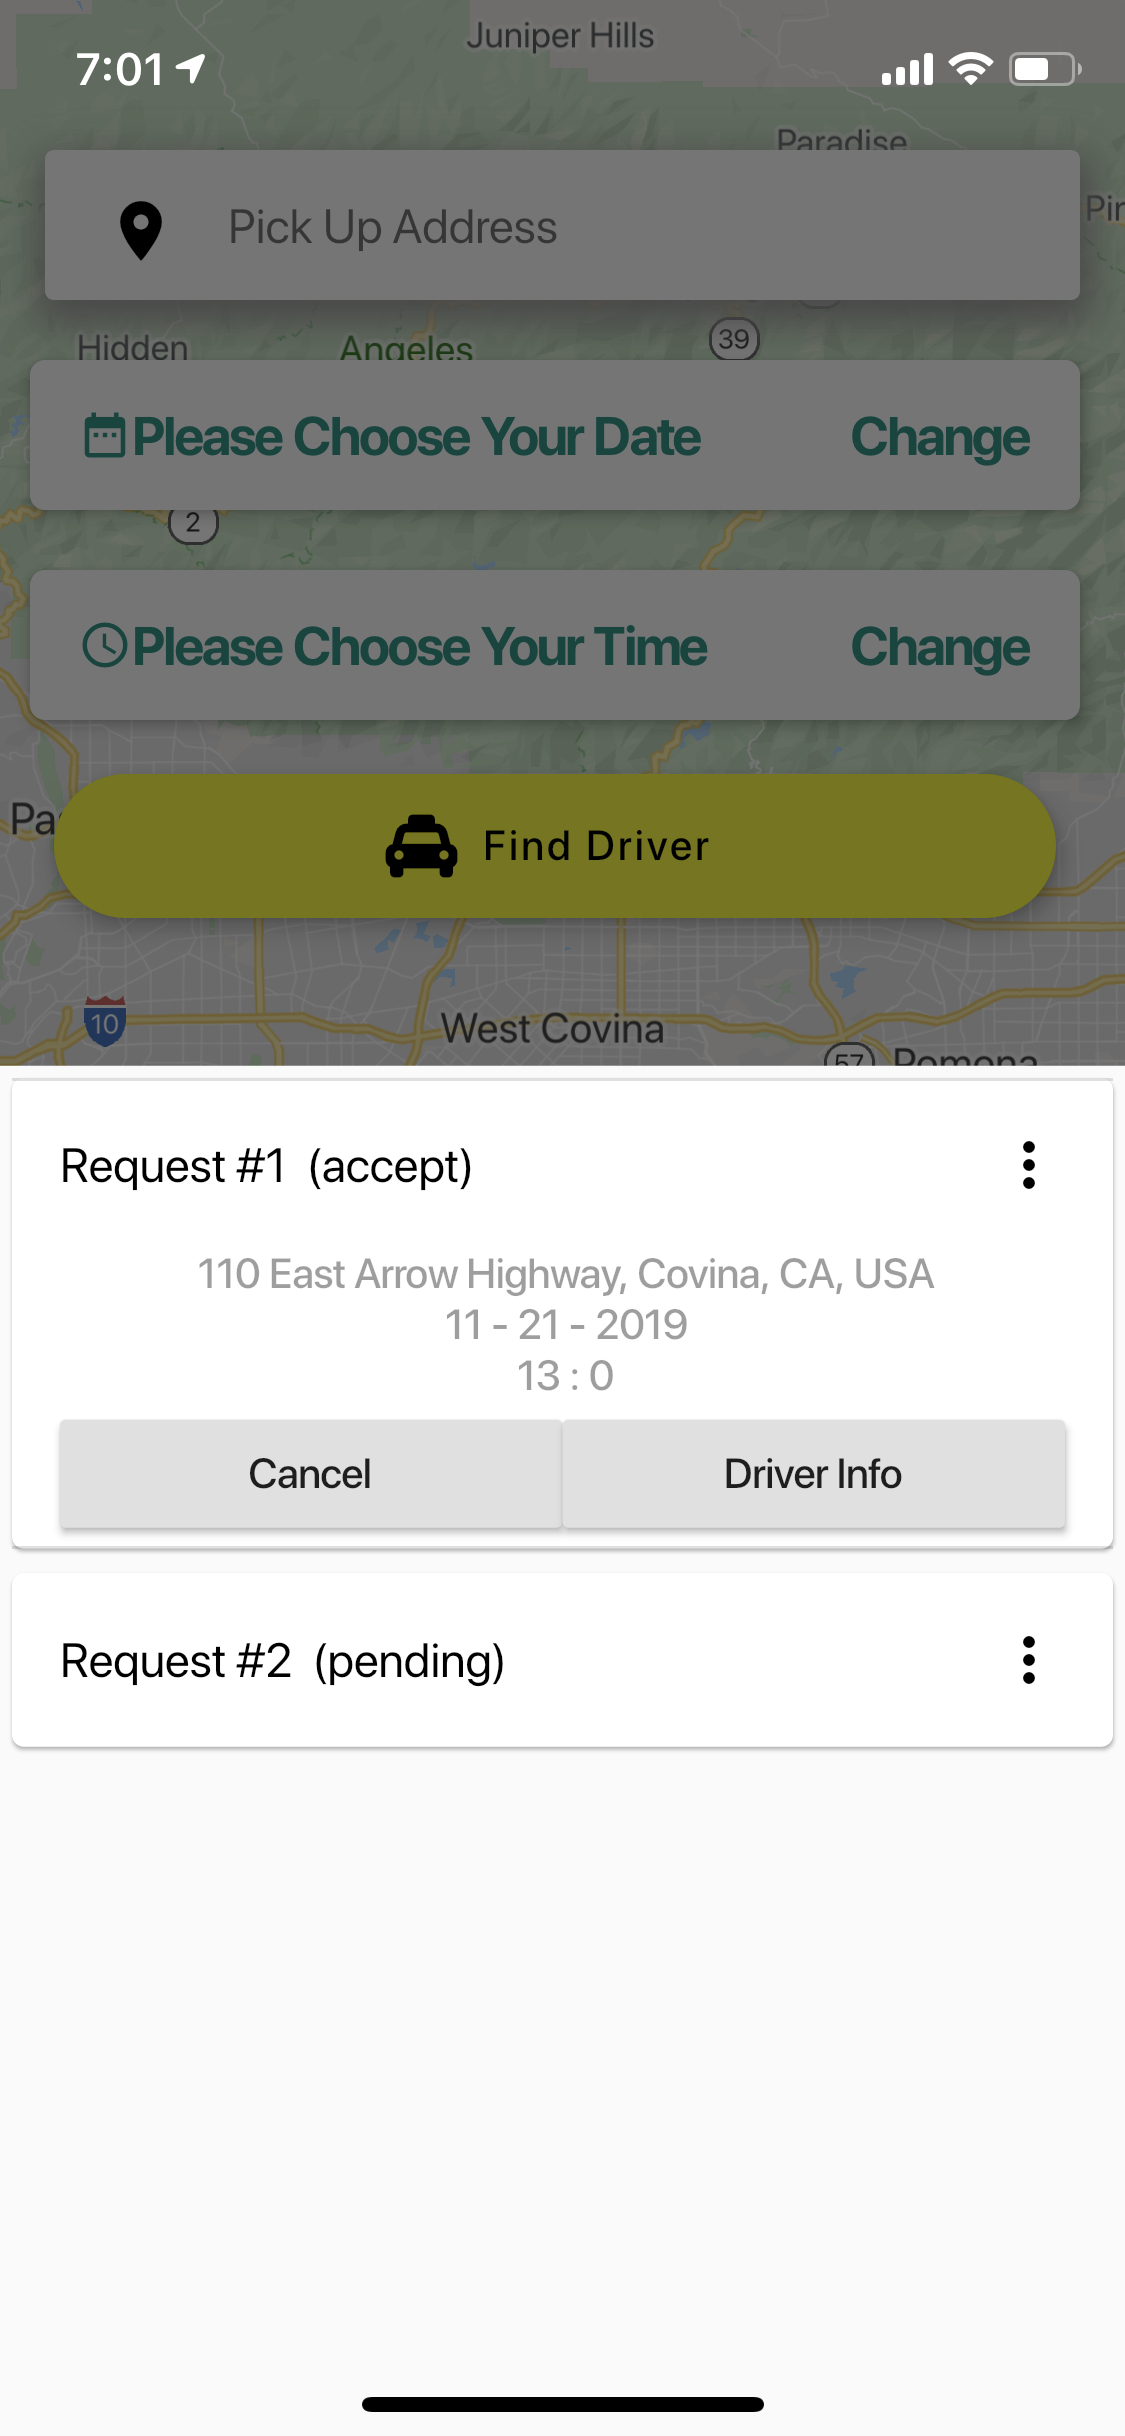 Juniper Hills
7:01
Paradise
Pick Up Address
Hidden
Angeles
39
Please Choose Your Date Change
2
Please Choose Your Time Change
Find Driver
10
West Covina
57
Pomona
Request #1 (accept)
110 East Arrow Highway, Covina, CA, USA
11 - 21 - 2019
13 : 0
Cancel Driver Info
Request #2 (pending)